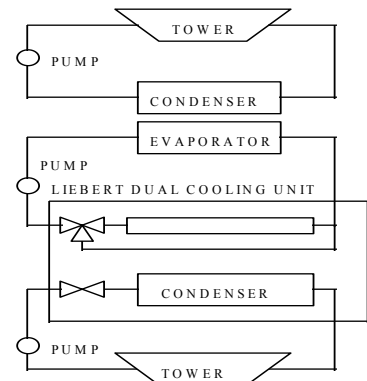 TOWER
PUMP
CONDENSER
EVAPORATOR
PUMP
LIEBERT DUAL COOLING UNIT
CONDENSER
PUMP
TOWER